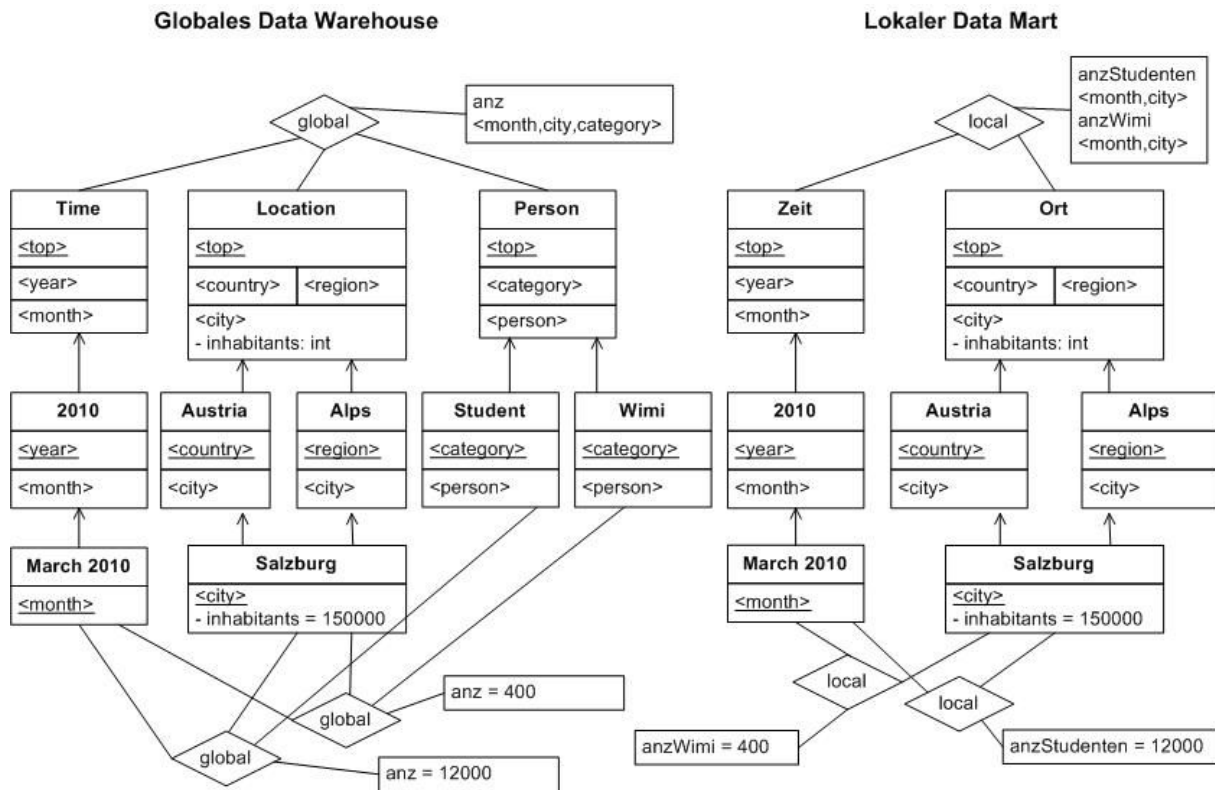 Globales Data Warehouse
Lokaler Data Mart
global
anz
<month,city,category>
local
anzStudenten
<month,city>
anzWimi
<month,city>
Time
<top>
<year>
<month>
Location
<top>
<country>
<region>
<city>
- inhabitants: int
Person
<top>
<category>
<person>
Zeit
<top>
<year>
<month>
Ort
<top>
<country>
<region>
<city>
- inhabitants: int
2010
<year>
<month>
Austria
<country>
<city>
Alps
<region>
<city>
Student
<category>
<person>
Wimi
<category>
<person>
2010
<year>
<month>
Austria
<country>
<city>
Alps
<region>
<city>
March 2010
<month>
Salzburg
<city>
- inhabitants = 150000
March 2010
<month>
Salzburg
<city>
- inhabitants = 150000
anz = 400
global
global
anz = 12000
local
local
anzWimi = 400
anzStudenten = 12000